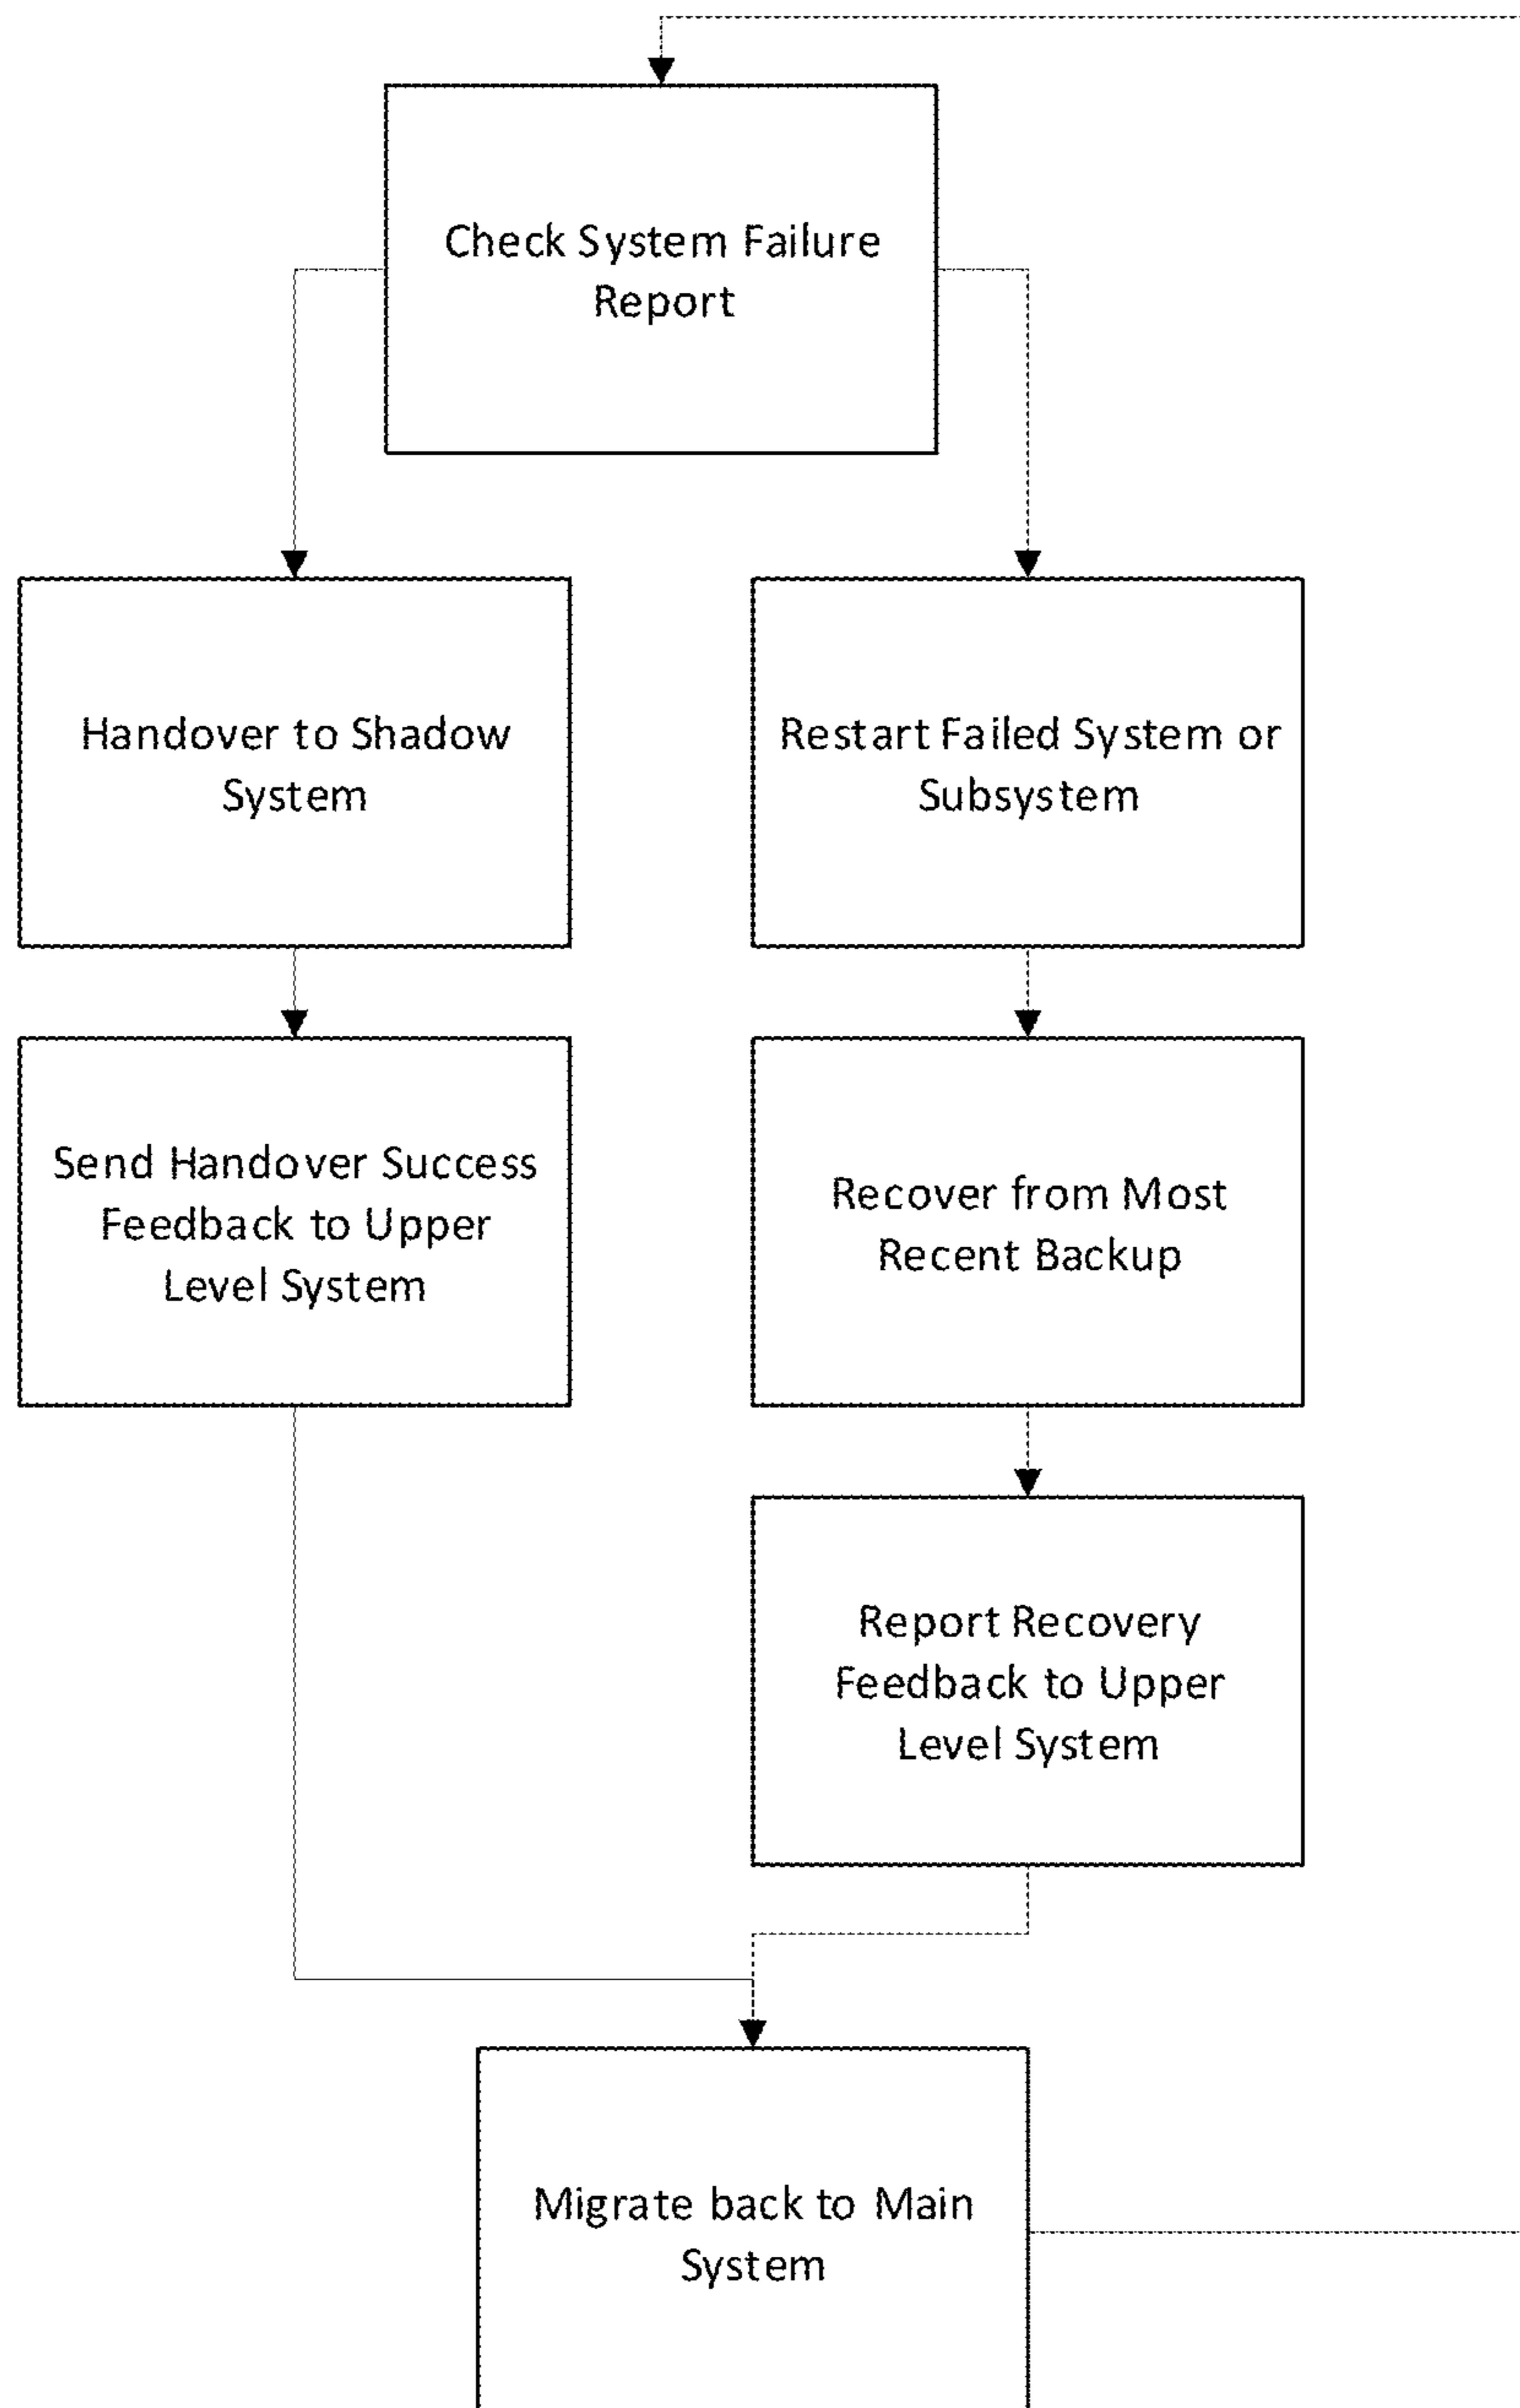 Check System Failure
Report
Handover to Shadow
System
Restart Failed System or
Subsystem
Send Handover Success
Feedback to Upper
Level System
Recover from Most
Recent Backup
Report Recovery
Feedback to Upper
Level System
Migrate back to Main
System